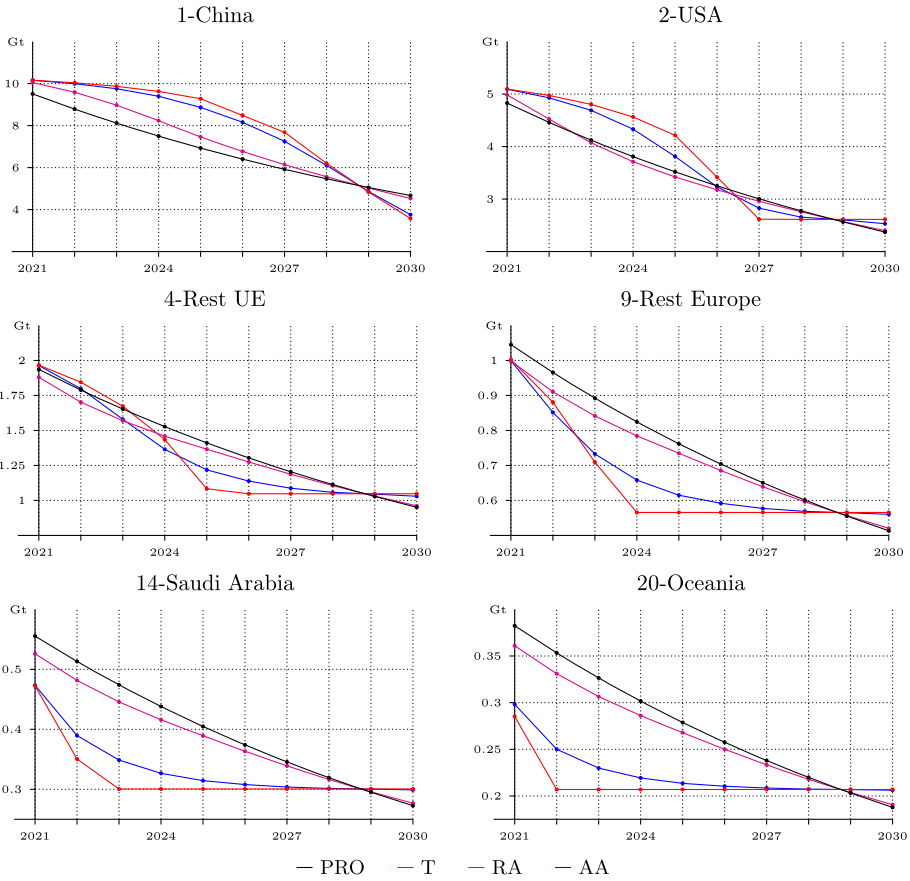 1-China
Gt
10
8
6
4
2021 2024 2027 2030
2-USA
Gt
5
4
3
2021 2024 2027 2030
4-Rest UE
Gt
2
1.75
1.5
1.25
1
2021 2024 2027 2030
9-Rest Europe
Gt
1
0.9
0.8
0.7
0.6
2021 2024 2027 2030
14-Saudi Arabia
Gt
0.5
0.4
0.3
2021 2024 2027 2030
20-Oceania
Gt
0.35
0.3
0.25
0.2
2021 2024 2027 2030
PRO T RA AA